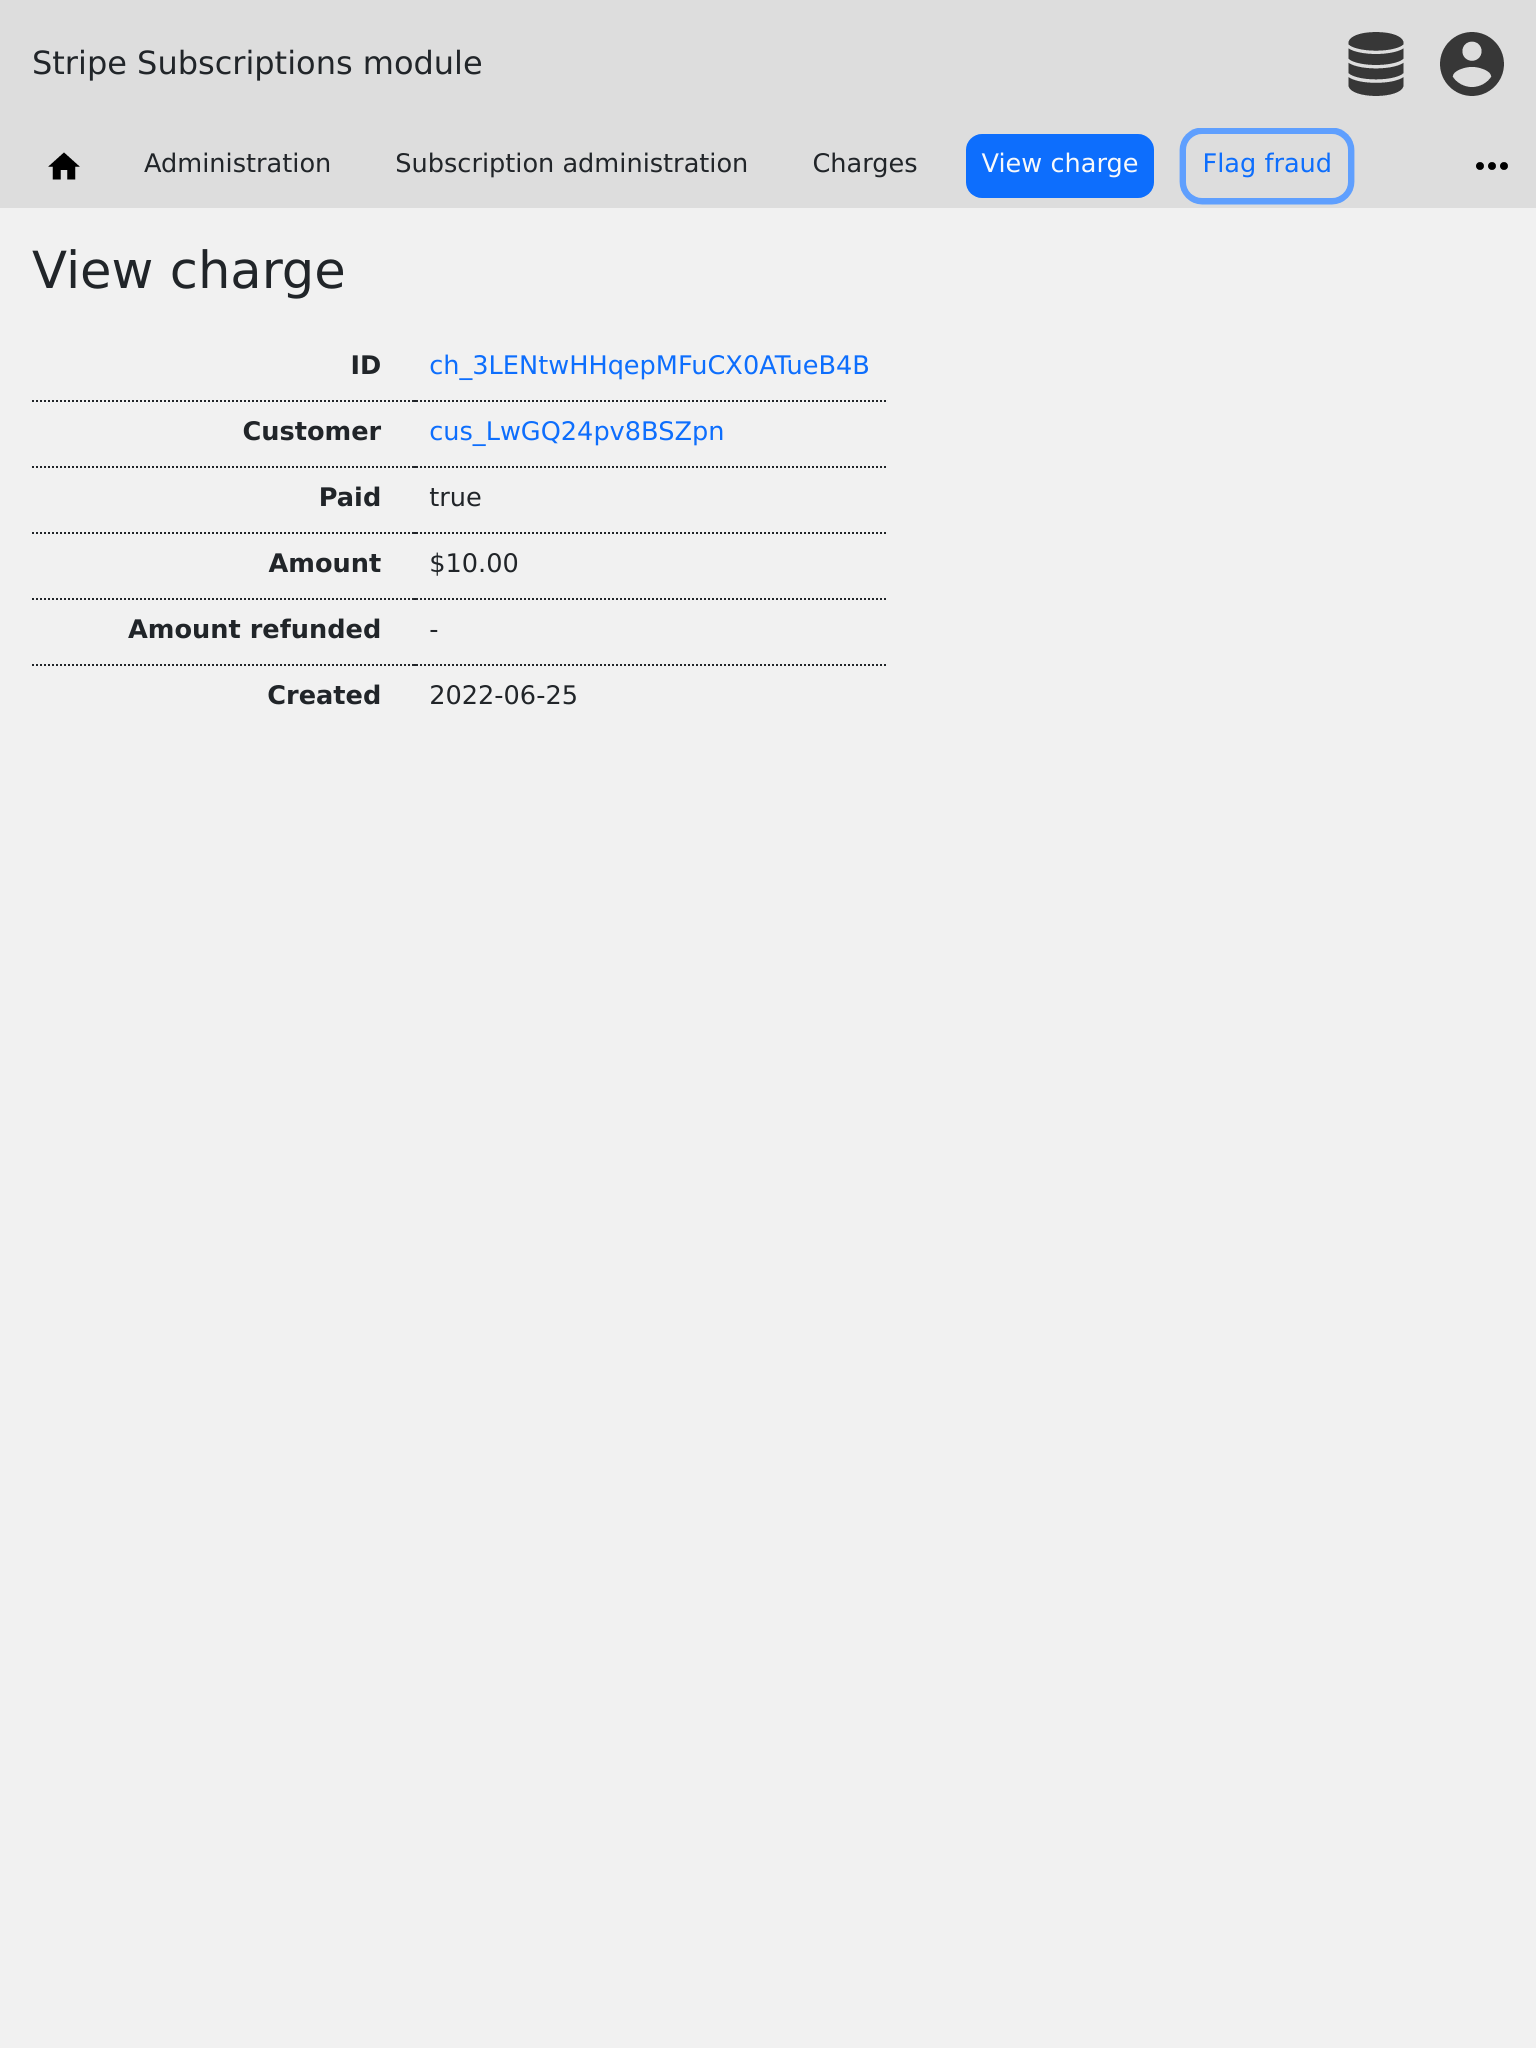 Stripe Subscriptions module
Administration Subscription administration Charges View charge Flag fraud
View charge
ID ch_3LENtwHHqepMFuCX0ATueB4B
Customer cus_LwGQ24pv8BSZpn
Paid true
Amount $10.00
Amount refunded -
Created 2022-06-25